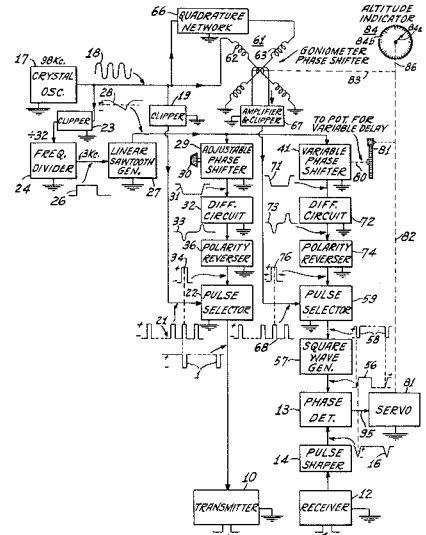 66
QUADRATURE
NETWORK
ALTITUDE
INDICATOR
84
84a
84b
86
17
98Kc.
CRYSTAL
OSC.
18
61
62
63
GONIOMETER
PHASE SHIFTER
83
28
19
CLIPPER
AMPLIFIER
& CLIPPER
67
CLIPPER
23
÷32
TO POT. FOR
VARIABLE DELAY
FREQ.
DIVIDER
24
3Kc.
26
LINEAR
SAWTOOTH
GEN.
27
29
30
ADJUSTABLE
PHASE
SHIFTER
41
71
VARIABLE
PHASE
SHIFTER
80
81
31
32
DIFF.
CIRCUIT
73
DIFF.
CIRCUIT
72
33
36
POLARITY
REVERSER
POLARITY
REVERSER
74
82
34
76
22
PULSE
SELECTOR
PULSE
SELECTOR
59
21
68
58
57
SQUARE
WAVE
GEN.
56
1
13
PHASE
DET.
95
81
SERVO
14
PULSE
SHAPER
16
10
TRANSMITTER
12
RECEIVER